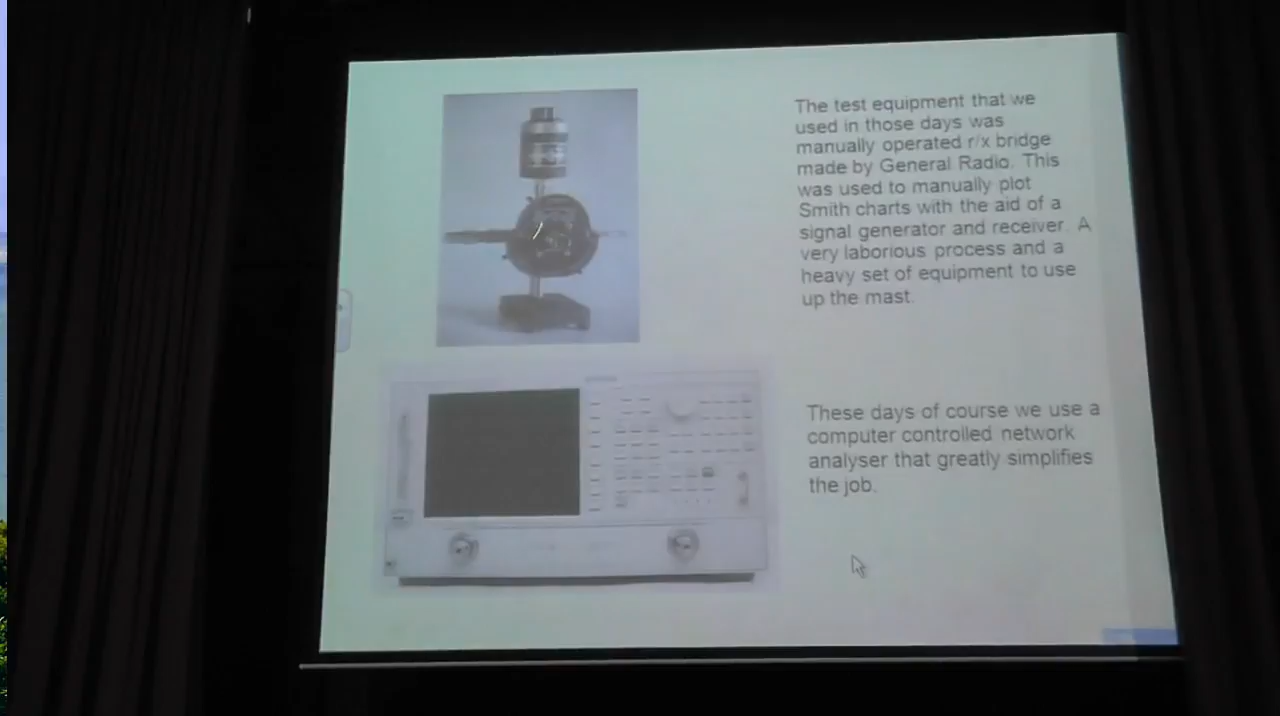 The test equipment that we
used in those days was
manually operated r/x bridge
made by General Radio. This
was used to manually plot
Smith charts with the aid of a
signal generator and receiver. A
very laborious process and a
heavy set of equipment to use
up the mast.
These days of course we use a
computer controlled network
analyser that greatly simplifies
the job.